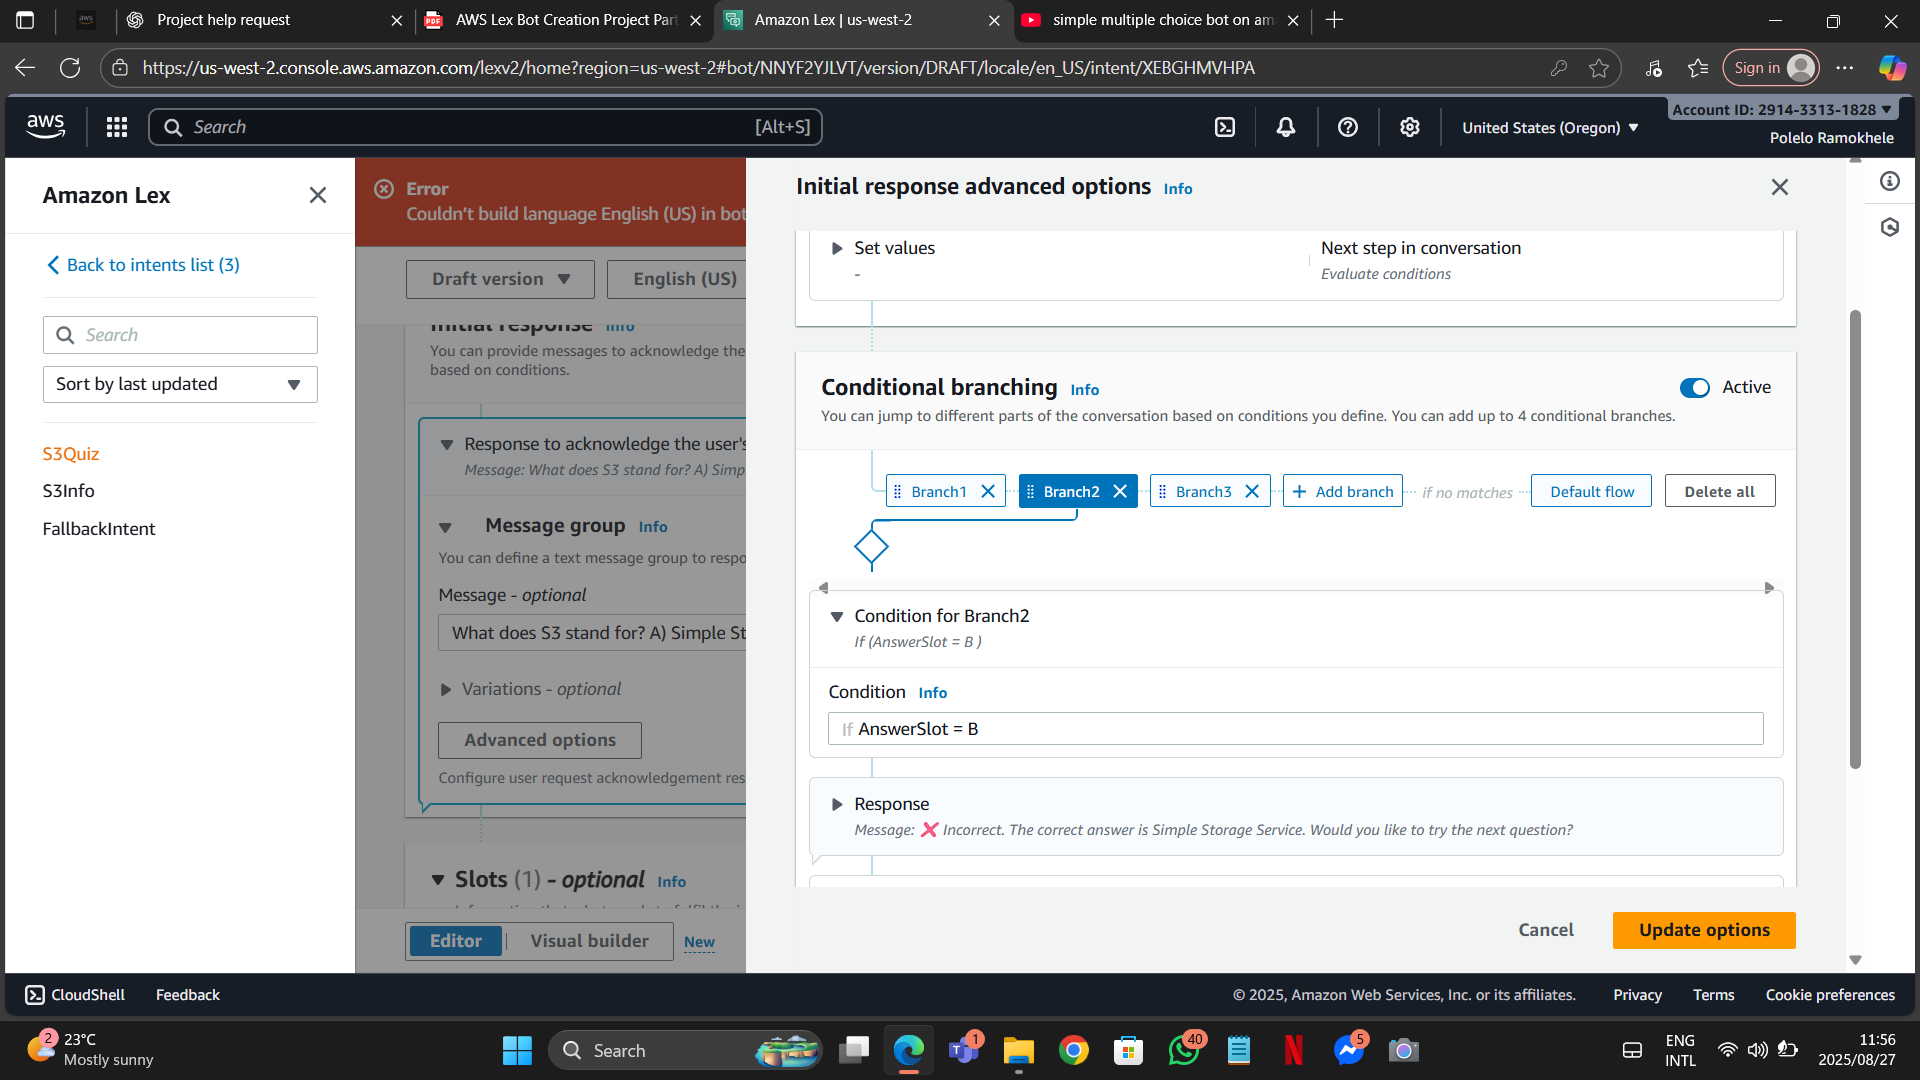 Project help request
AWS Lex Bot Creation Project Part
Amazon Lex | us-west-2
simple multiple choice bot on am
https://us-west-2.console.aws.amazon.com/lexv2/home?region=us-west-2#bot/NNYF2YJLVT/version/DRAFT/locale/en_US/intent/XEBGHMVHPA
Sign in
aws
Search
[Alt+S]
United States (Oregon)
Account ID: 2914-3313-1828
Polelo Ramokhele
Amazon Lex
Back to intents list (3)
Search
Sort by last updated
S3Quiz
S3Info
FallbackIntent
Error
Couldn't build language English (US) in bot
Draft version
English (US)
Initial response Info
You can provide messages to acknowledge the
based on conditions.
Response to acknowledge the user's
Message: What does S3 stand for? A) Simp
Message group Info
You can define a text message group to respo
Message - optional
What does S3 stand for? A) Simple St
Variations - optional
Advanced options
Configure user request acknowledgement res
Slots (1) - optional Info
Editor
Visual builder
New
Initial response advanced options Info
Set values
-
Next step in conversation
Evaluate conditions
Conditional branching Info
Active
You can jump to different parts of the conversation based on conditions you define. You can add up to 4 conditional branches.
Branch1
Branch2
Branch3
Add branch
if no matches
Default flow
Delete all
Condition for Branch2
If (AnswerSlot = B )
Condition Info
If AnswerSlot = B
Response
Message: ❌ Incorrect. The correct answer is Simple Storage Service. Would you like to try the next question?
Cancel
Update options
CloudShell
Feedback
© 2025, Amazon Web Services, Inc. or its affiliates.
Privacy
Terms
Cookie preferences
2
23°C
Mostly sunny
Search
1
40
5
ENG
INTL
11:56
2025/08/27